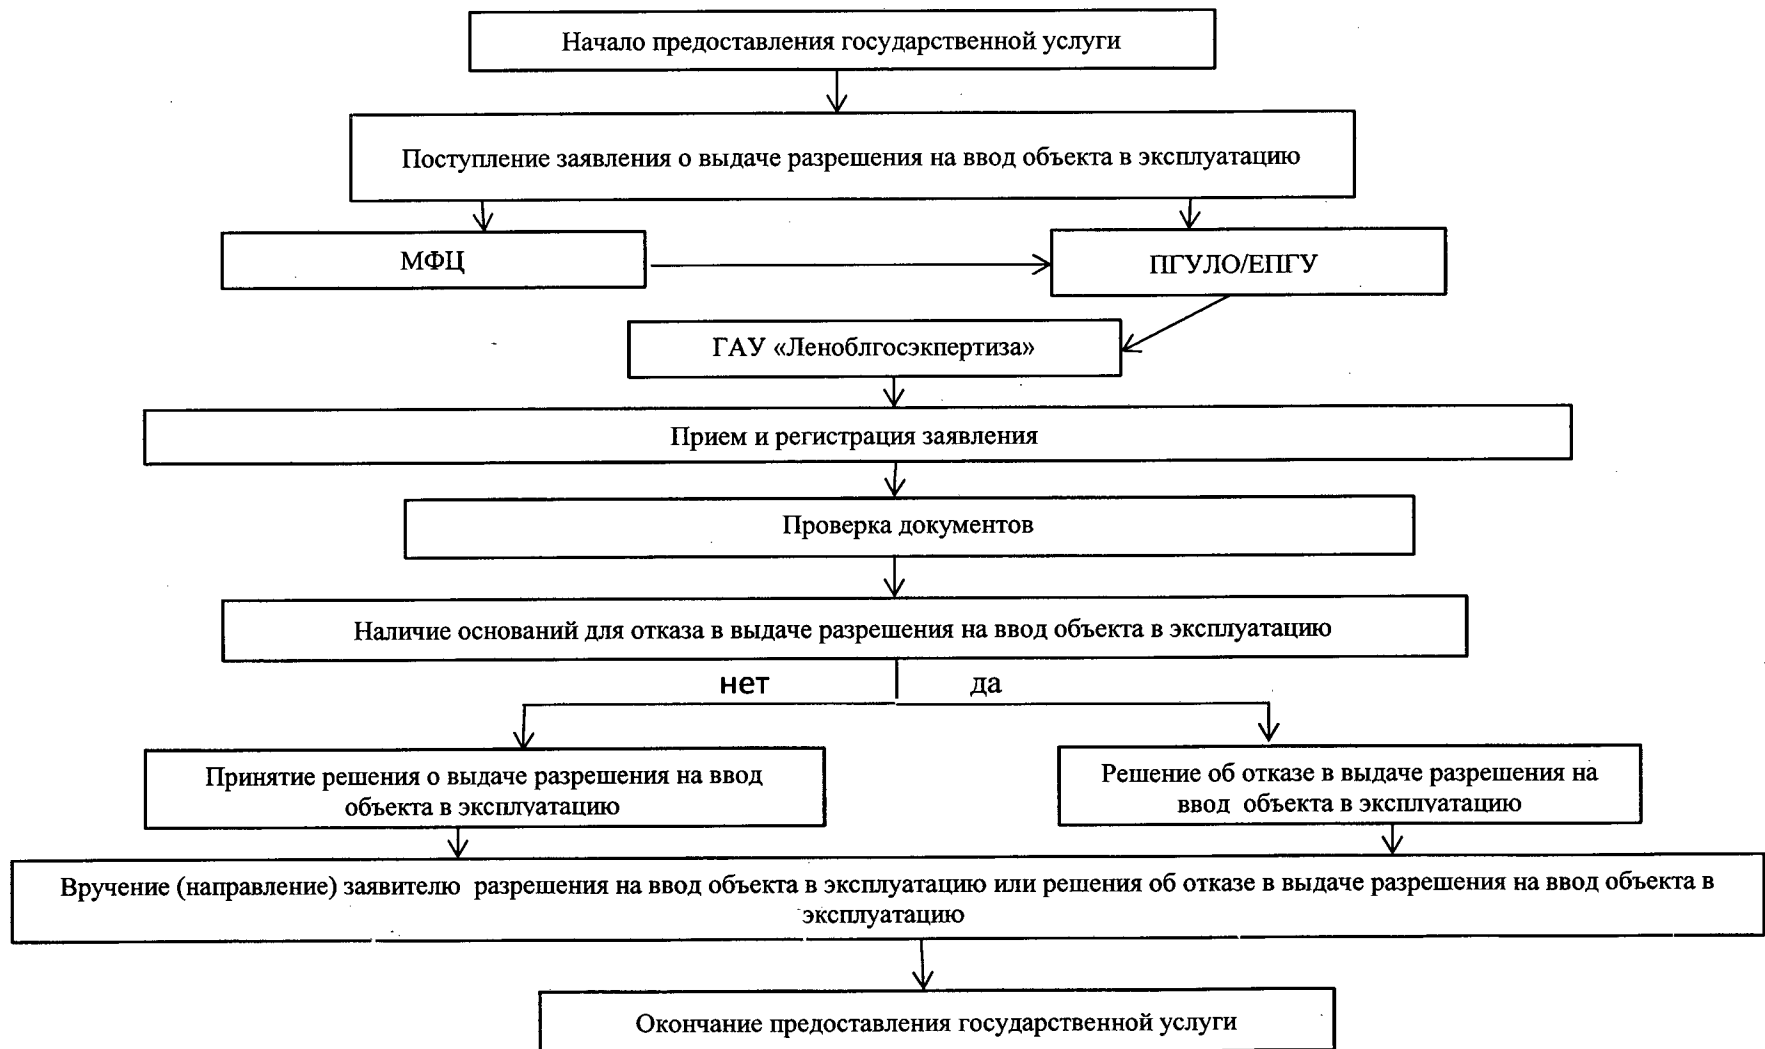 Начало предоставления государственной услуги
Поступление заявления о выдаче разрешения на ввод объекта в эксплуатацию
МФЦ
ПГУЛО/ЕПГУ
ГАУ «Леноблгосэкпертиза»
Прием и регистрация заявления
Проверка документов
Наличие оснований для отказа в выдаче разрешения на ввод объекта в эксплуатацию
нет
да
Принятие решения о выдаче разрешения на ввод
объекта в эксплуатацию
Решение об отказе в выдаче разрешения на
ввод объекта в эксплуатацию
Вручение (направление) заявителю разрешения на ввод объекта в эксплуатацию или решения об отказе в выдаче разрешения на ввод объекта в
эксплуатацию
Окончание предоставления государственной услуги